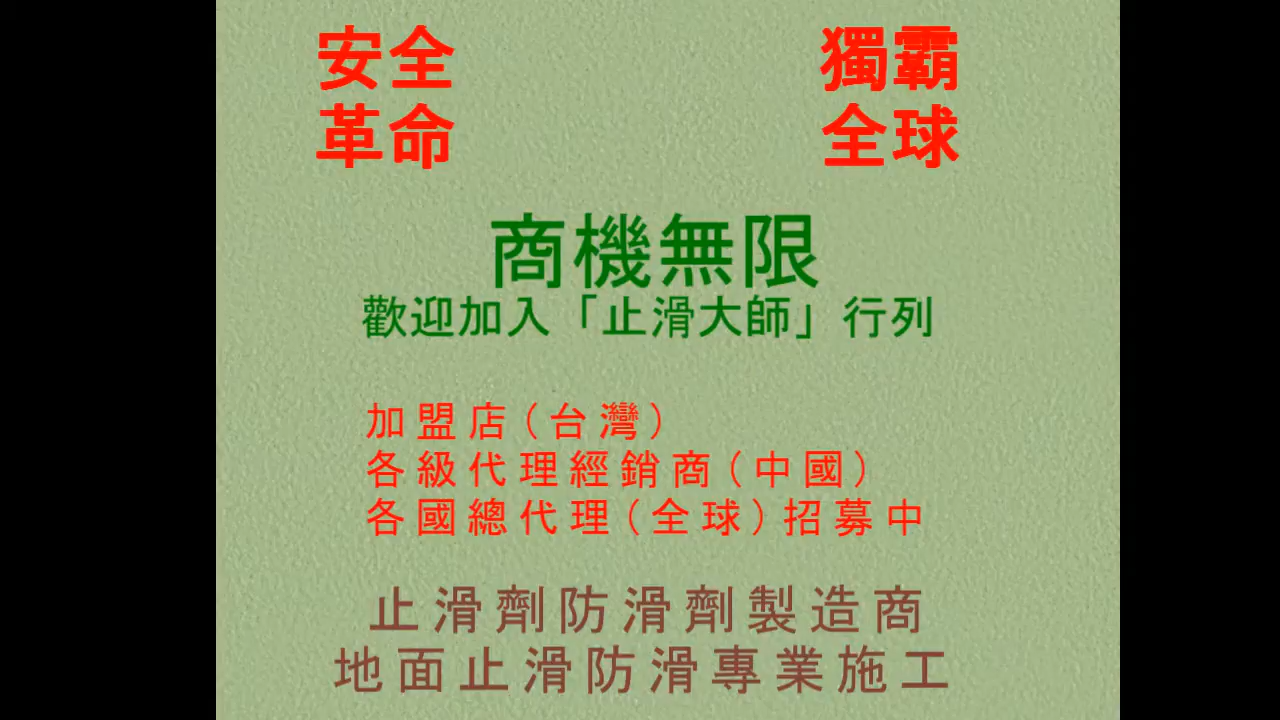 安全 獨霸
革命 全球
商機無限
歡迎加入「止滑大師」行列
加盟店(台灣)
各級代理經銷商(中國)
各國總代理(全球)招募中
止滑劑防滑劑製造商
地面止滑防滑專業施工